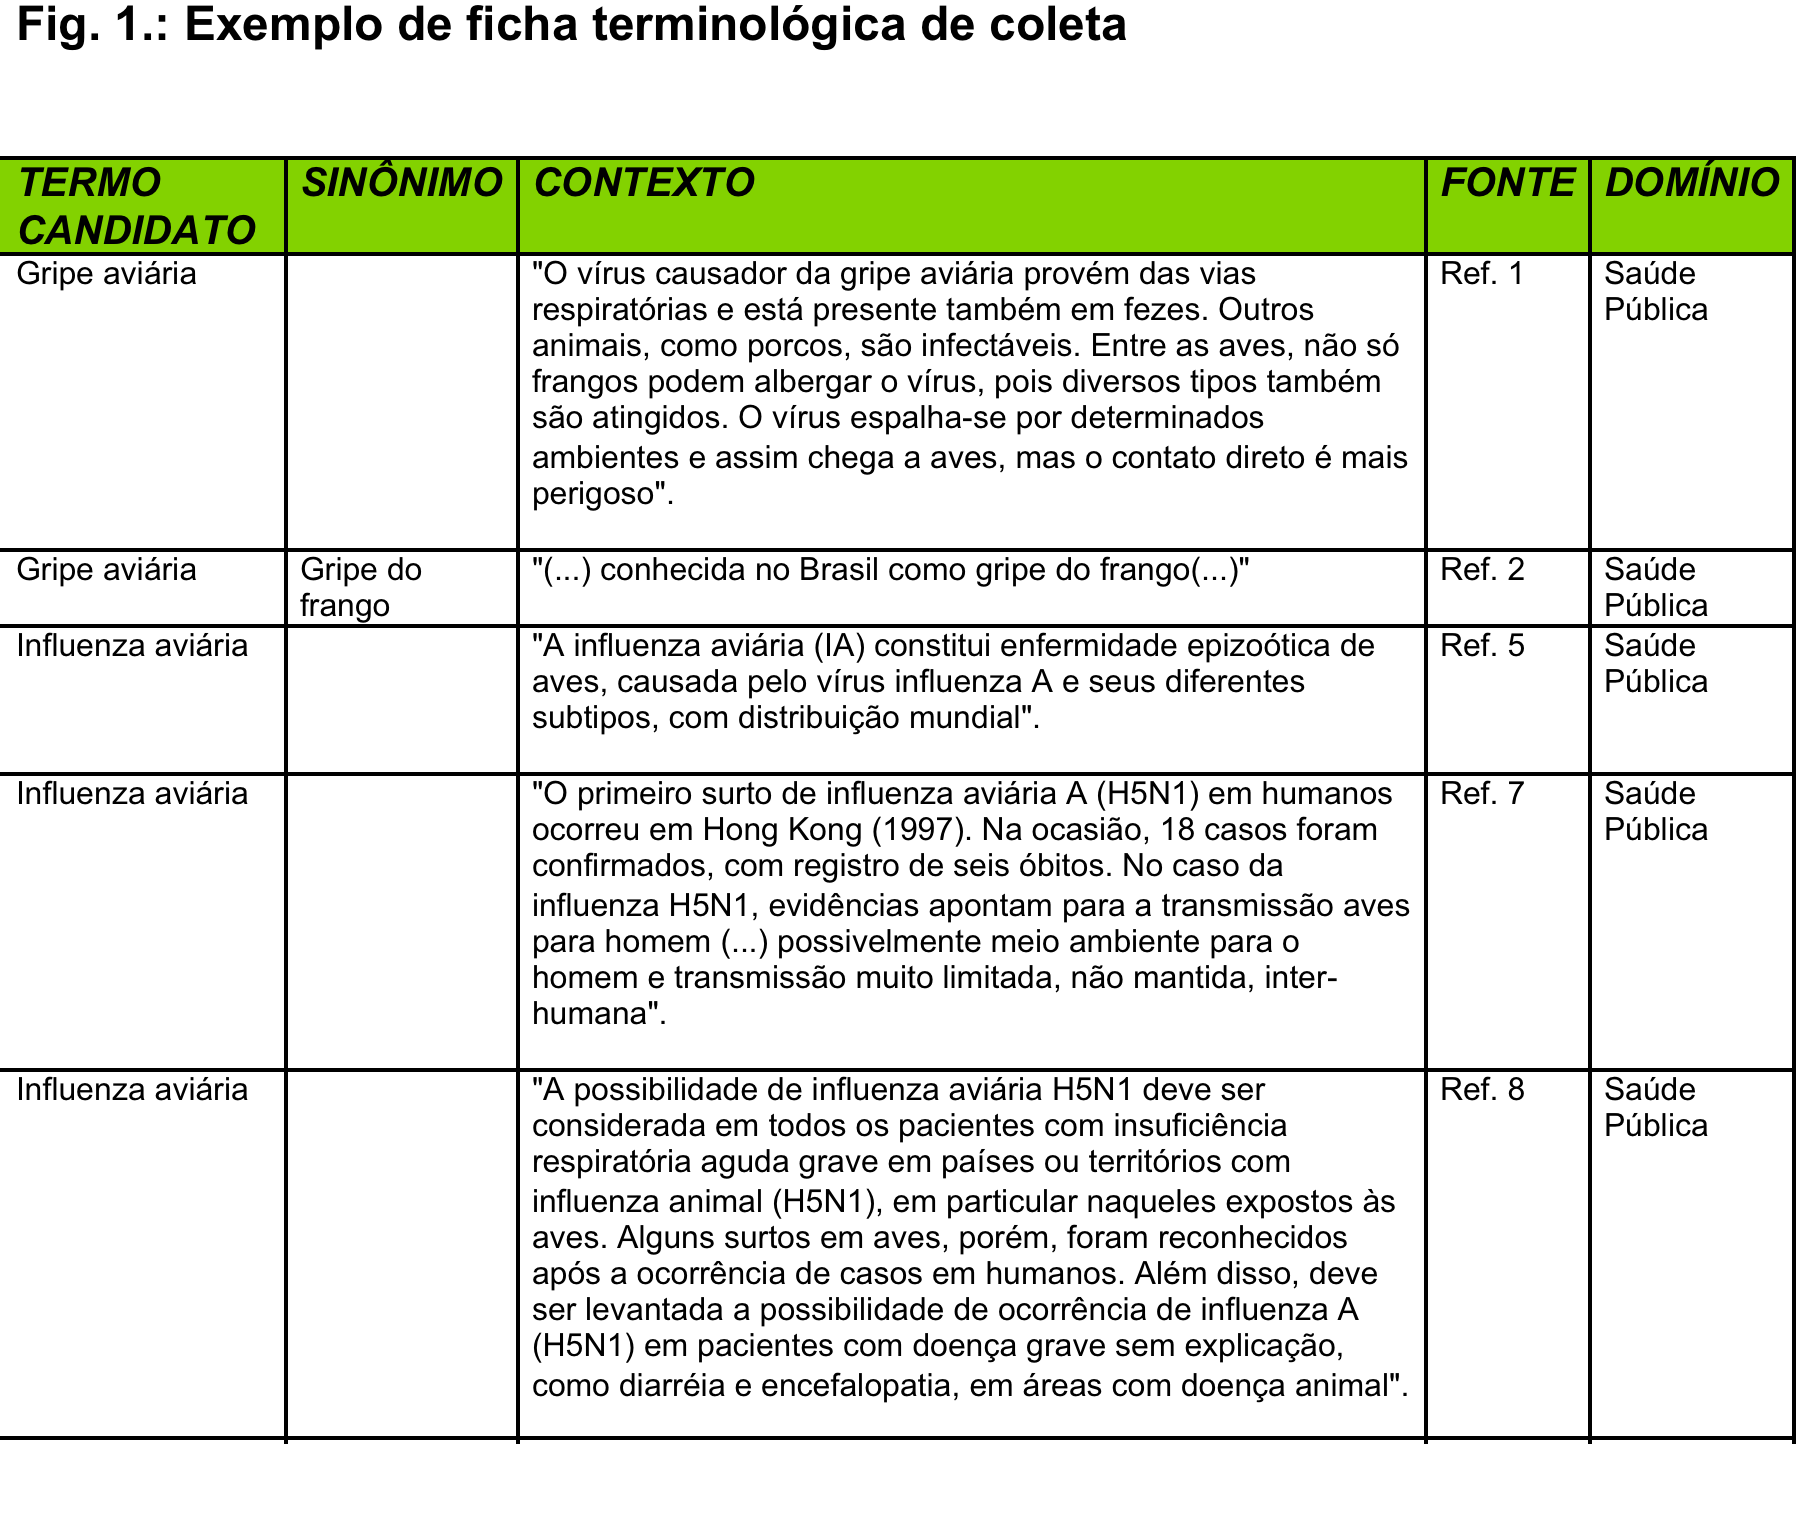 Fig. 1.: Exemplo de ficha terminológica de coleta
TERMO CANDIDATO
SINÔNIMO
CONTEXTO
FONTE
DOMÍNIO
Gripe aviária
"O vírus causador da gripe aviária provém das vias
respiratórias e está presente também em fezes. Outros
animais, como porcos, são infectáveis. Entre as aves, não só
frangos podem albergar o vírus, pois diversos tipos também
são atingidos. O vírus espalha-se por determinados
ambientes e assim chega a aves, mas o contato direto é mais
perigoso".
Ref. 1
Saúde
Pública
Gripe aviária
Gripe do
frango
"(...) conhecida no Brasil como gripe do frango(...)"
Ref. 2
Saúde
Pública
Influenza aviária
"A influenza aviária (IA) constitui enfermidade epizoótica de
aves, causada pelo vírus influenza A e seus diferentes
subtipos, com distribuição mundial".
Ref. 5
Saúde
Pública
Influenza aviária
"O primeiro surto de influenza aviária A (H5N1) em humanos
ocorreu em Hong Kong (1997). Na ocasião, 18 casos foram
confirmados, com registro de seis óbitos. No caso da
influenza H5N1, evidências apontam para a transmissão aves
para homem (...) possivelmente meio ambiente para o
homem e transmissão muito limitada, não mantida, inter-
humana".
Ref. 7
Saúde
Pública
Influenza aviária
"A possibilidade de influenza aviária H5N1 deve ser
considerada em todos os pacientes com insuficiência
respiratória aguda grave em países ou territórios com
influenza animal (H5N1), em particular naqueles expostos às
aves. Alguns surtos em aves, porém, foram reconhecidos
após a ocorrência de casos em humanos. Além disso, deve
ser levantada a possibilidade de ocorrência de influenza A
(H5N1) em pacientes com doença grave sem explicação,
como diarréia e encefalopatia, em áreas com doença animal".
Ref. 8
Saúde
Pública